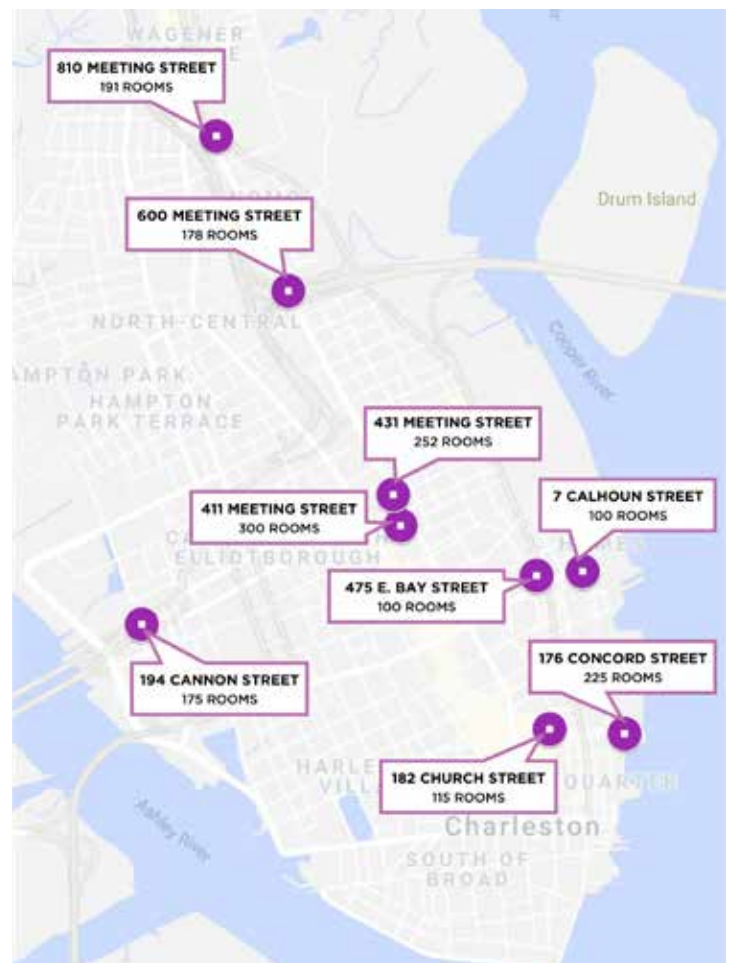 WAGENER
810 MEETING STREET
191 ROOMS
600 MEETING STREET
178 ROOMS
Drum Island
NORTH-CENTRAL
Cooper River
HAMPTON
PARK TERRACE
431 MEETING STREET
252 ROOMS
411 MEETING STREET
300 ROOMS
ELLIOTBOROUGH
7 CALHOUN STREET
100 ROOMS
475 E. BAY STREET
100 ROOMS
194 CANNON STREET
175 ROOMS
176 CONCORD STREET
225 ROOMS
182 CHURCH STREET
115 ROOMS
QUARTER
Charleston
Ashley River
SOUTH OF
BROAD